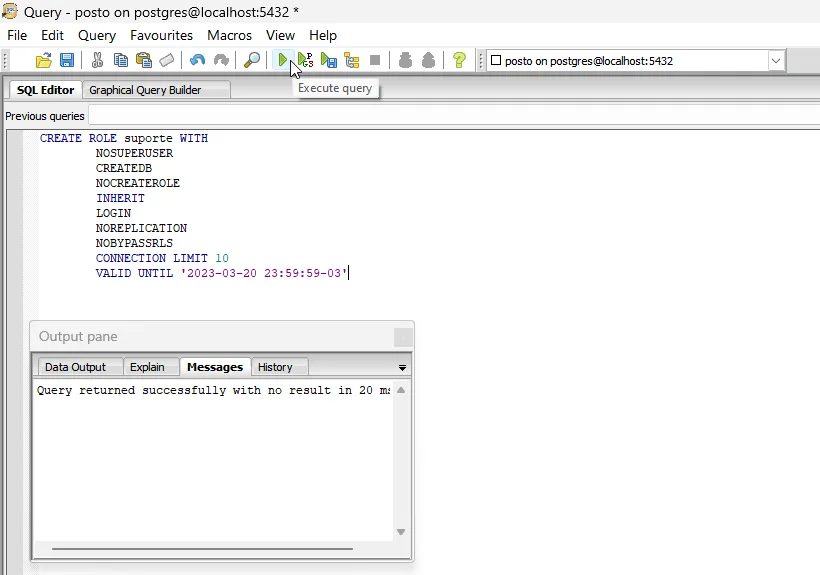 Query - posto on postgres@localhost:5432 *
File Edit Query Favourites Macros View Help
posto on postgres@localhost:5432
Execute query
SQL Editor Graphical Query Builder
Previous queries
CREATE ROLE suporte WITH
NOSUPERUSER
CREATEDB
NOCREATEROLE
INHERIT
LOGIN
NOREPLICATION
NOBYPASSRLS
CONNECTION LIMIT 10
VALID UNTIL '2023-03-20 23:59:59-03'
Output pane
Data Output Explain Messages History
Query returned successfully with no result in 20